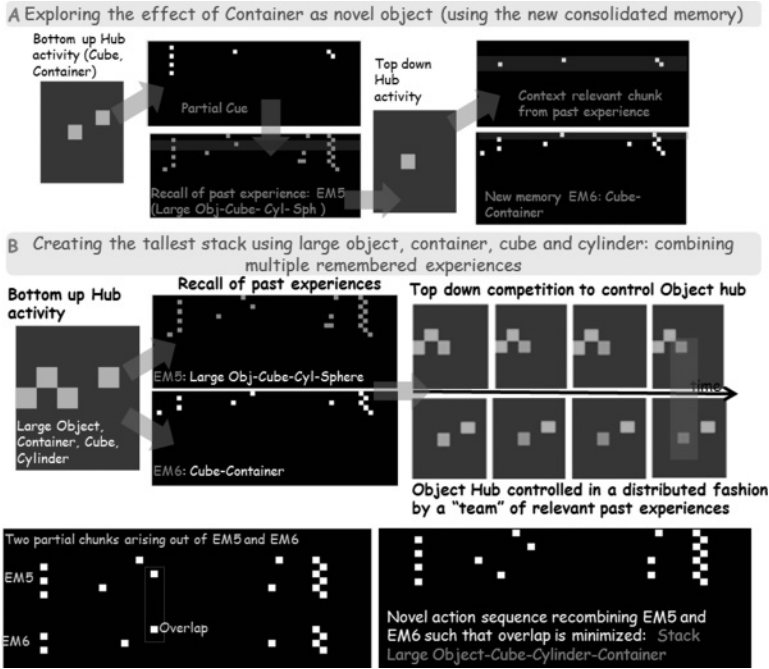 A Exploring the effect of Container as novel object (using the new consolidated memory)
Bottom up Hub
activity (Cube,
Container)
Partial Cue
Recall of past experience: EM5
(Large Obj-Cube- Cyl-Sph )
Top down
Hub
activity
Context relevant chunk
from past experience
New memory EM6: Cube-
Container
B Creating the tallest stack using large object, container, cube and cylinder: combining
multiple remembered experiences
Bottom up Hub
activity
Large Object,
Container, Cube,
Cylinder
Recall of past experiences
EM5: Large Obj-Cube-Cyl-Sphere
EM6: Cube-Container
Top down competition to control Object hub
time
Object Hub controlled in a distributed fashion
by a "team" of relevant past experiences
Two partial chunks arising out of EM5 and EM6
EM5
Overlap
EM6
Novel action sequence recombining EM5 and
EM6 such that overlap is minimized: Stack
Large Object-Cube-Cylinder-Container